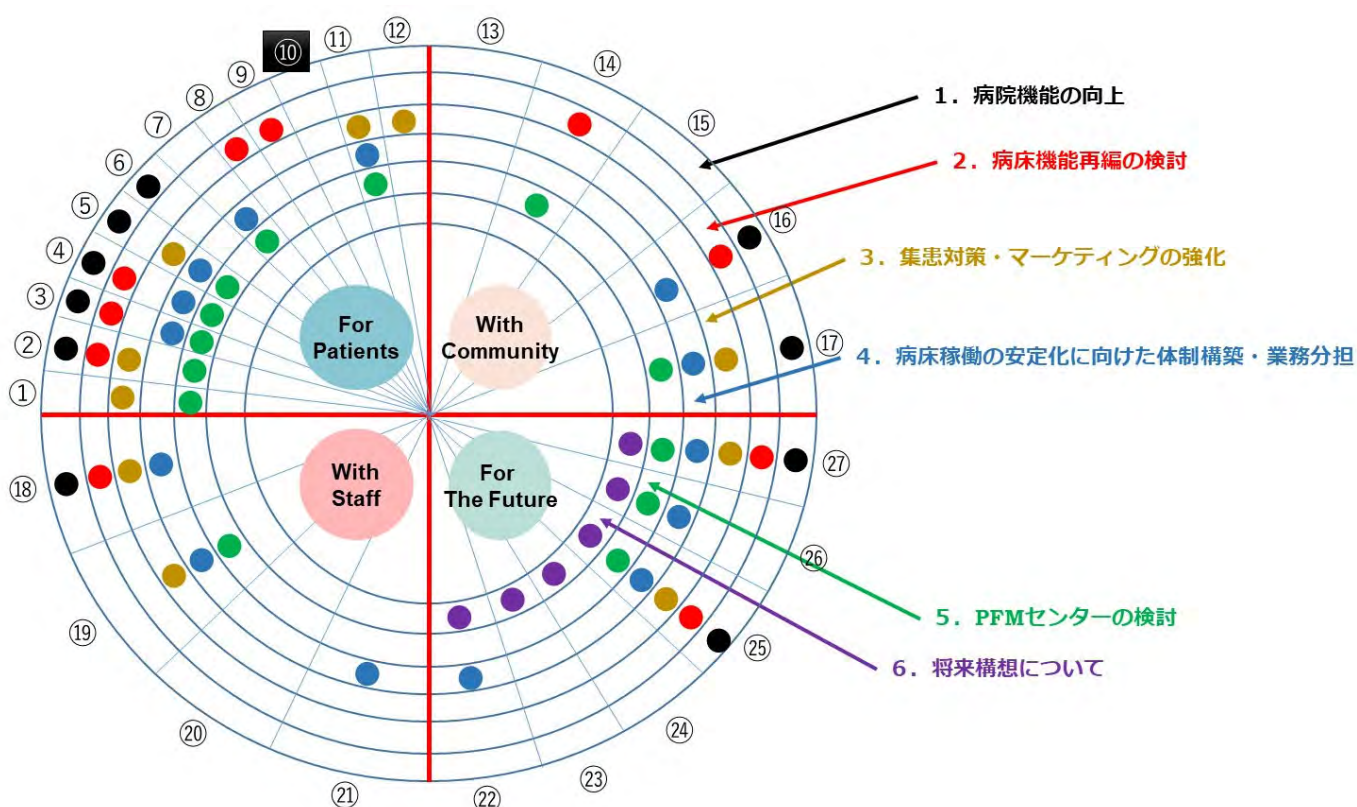 ⑫
⑬
⑪
⑩
⑭
⑨
⑧
⑦
⑮
⑥
⑤
⑯
④
③
②
⑰
①
1．病院機能の向上
2．病床機能再編の検討
3．集患対策・マーケティングの強化
4．病床稼働の安定化に向けた体制構築・業務分担
For
Patients
With
Community
With
Staff
For
The Future
⑱
㉗
⑲
㉖
5．PFMセンターの検討
㉕
6．将来構想について
⑳
㉔
㉑
㉒
㉓